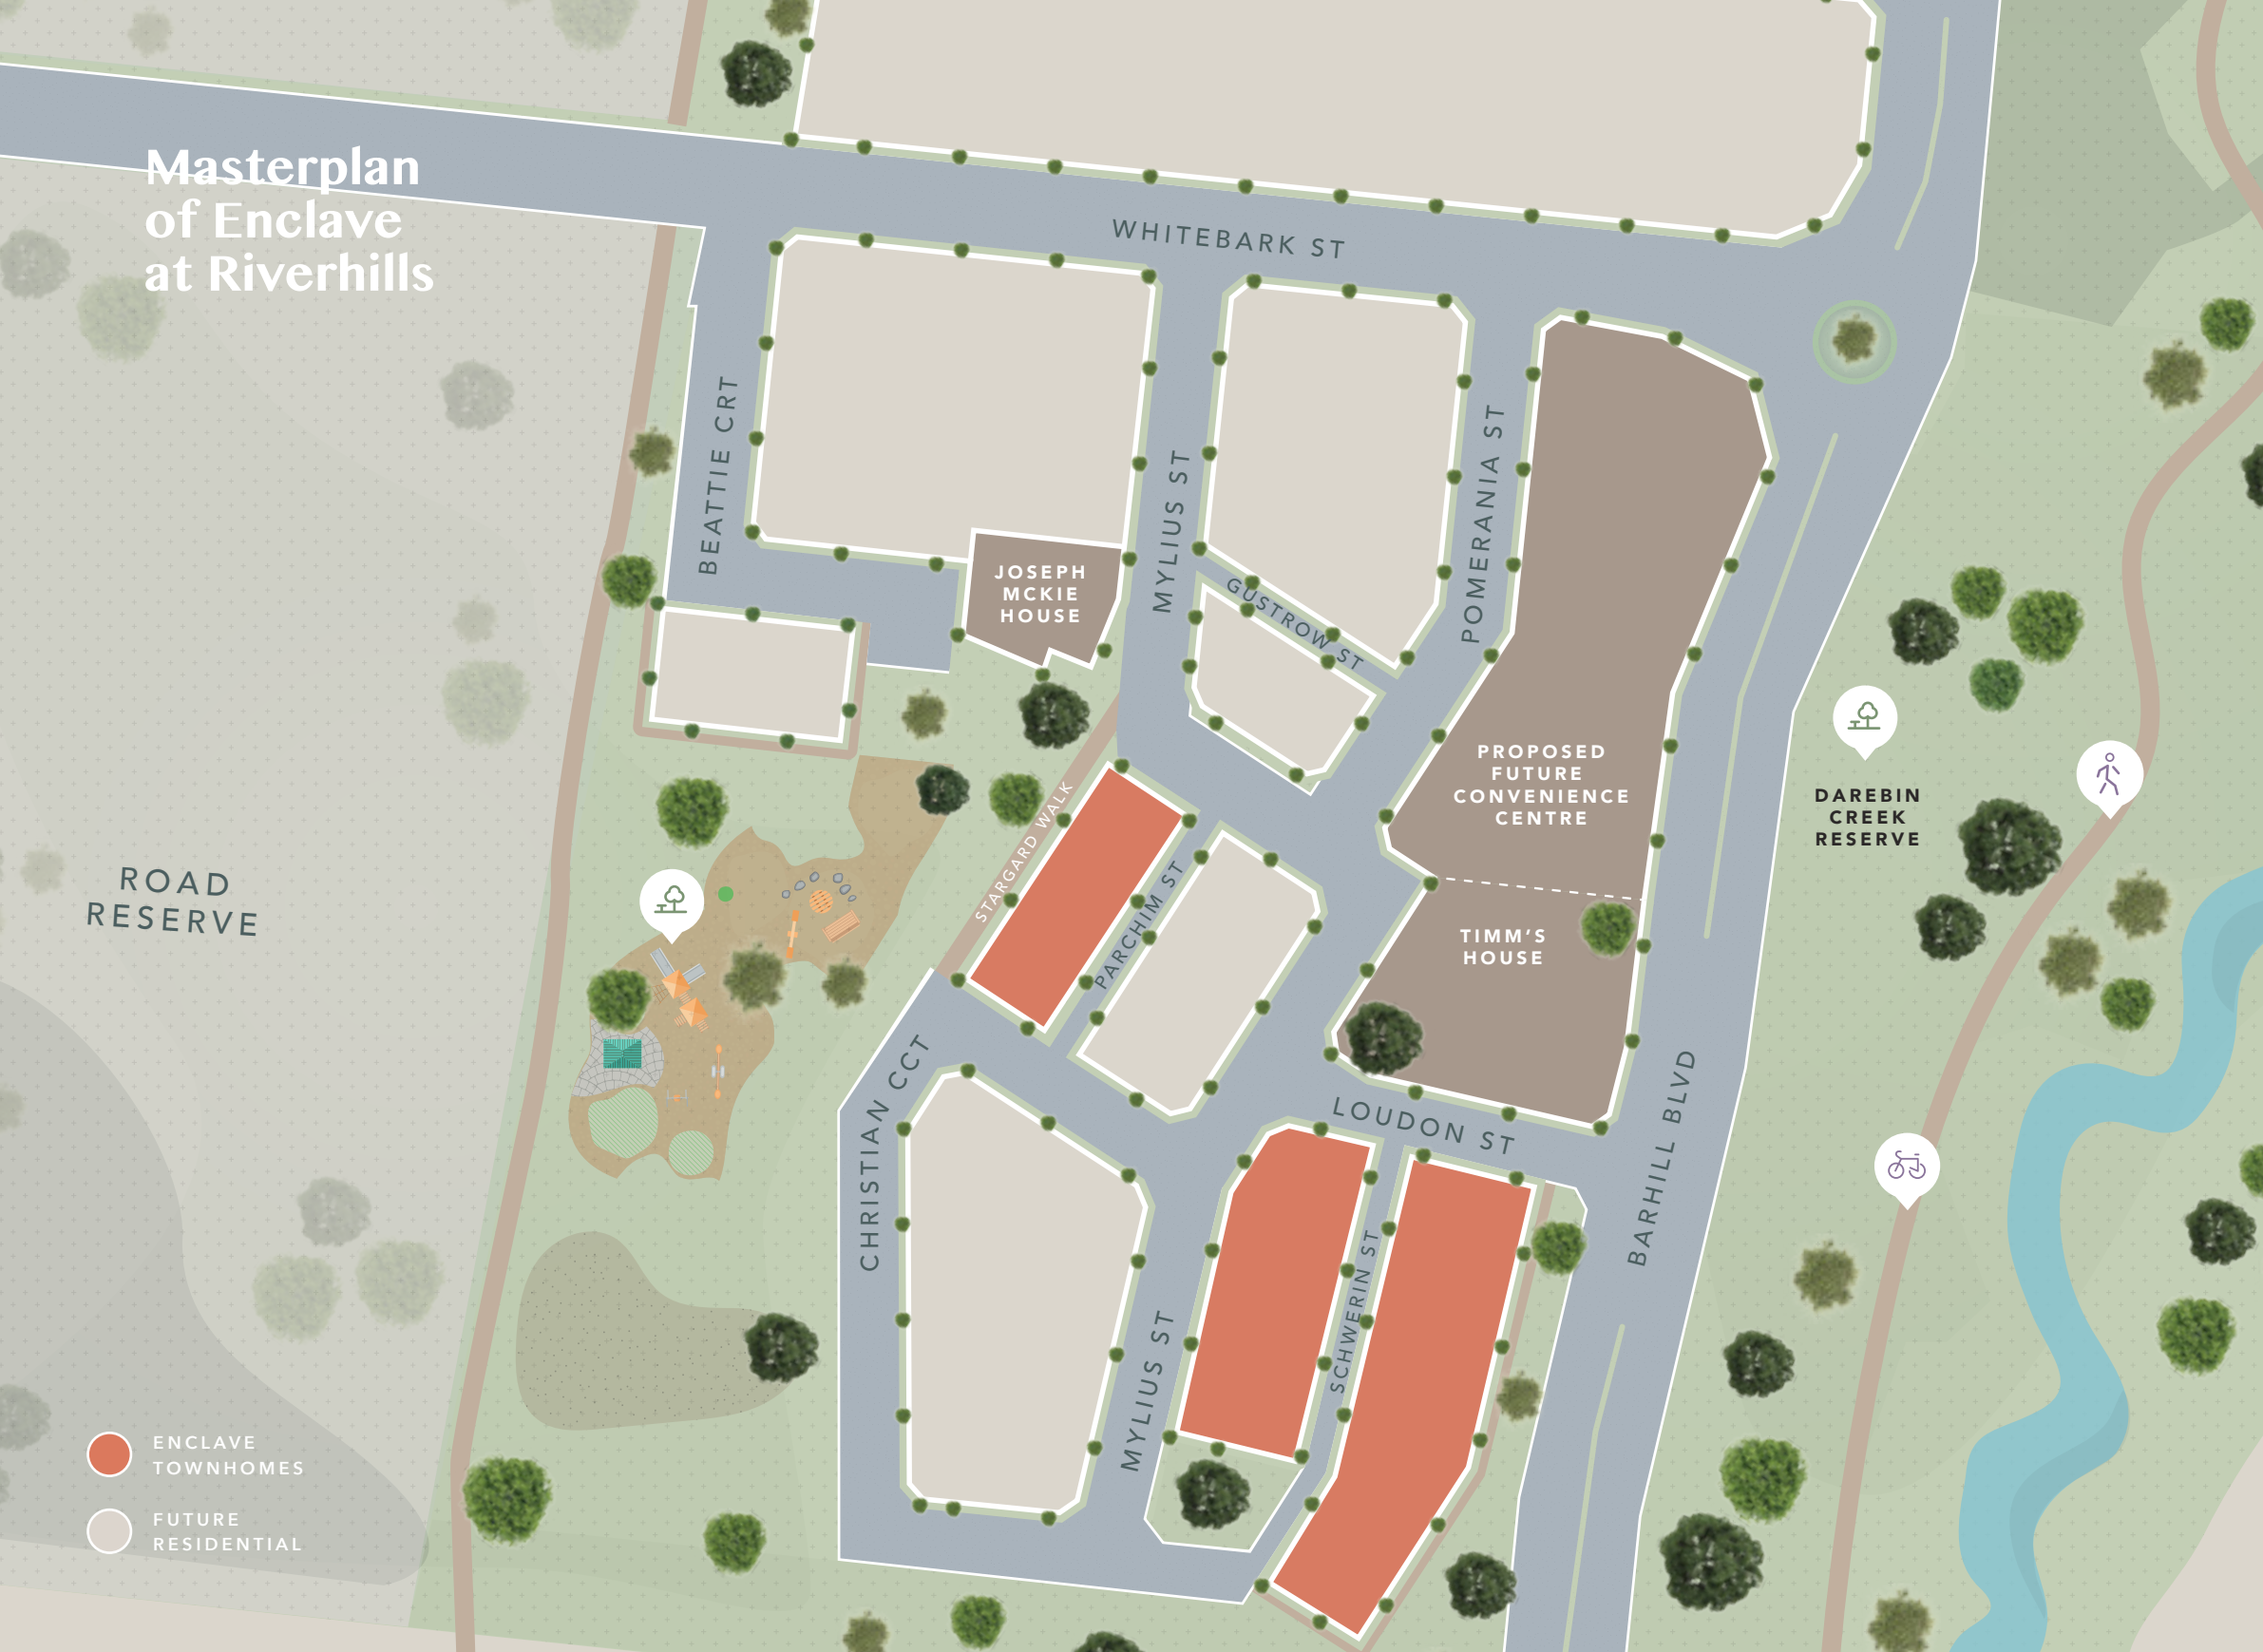 Masterplan
of Enclave
at Riverhills
WHITEBARK ST
BEATTIE CRT
MYLIUS ST
POMERANIA ST
GUSTROW ST
JOSEPH
MCKIE
HOUSE
PROPOSED
FUTURE
CONVENIENCE
CENTRE
DAREBIN
CREEK
RESERVE
STARGARD WALK
PARCHIM ST
ROAD
RESERVE
TIMM'S
HOUSE
CHRISTIAN CCT
LOUDON ST
BARHILL BLVD
SCHWERIN ST
MYLIUS ST
ENCLAVE
TOWNHOMES
FUTURE
RESIDENTIAL